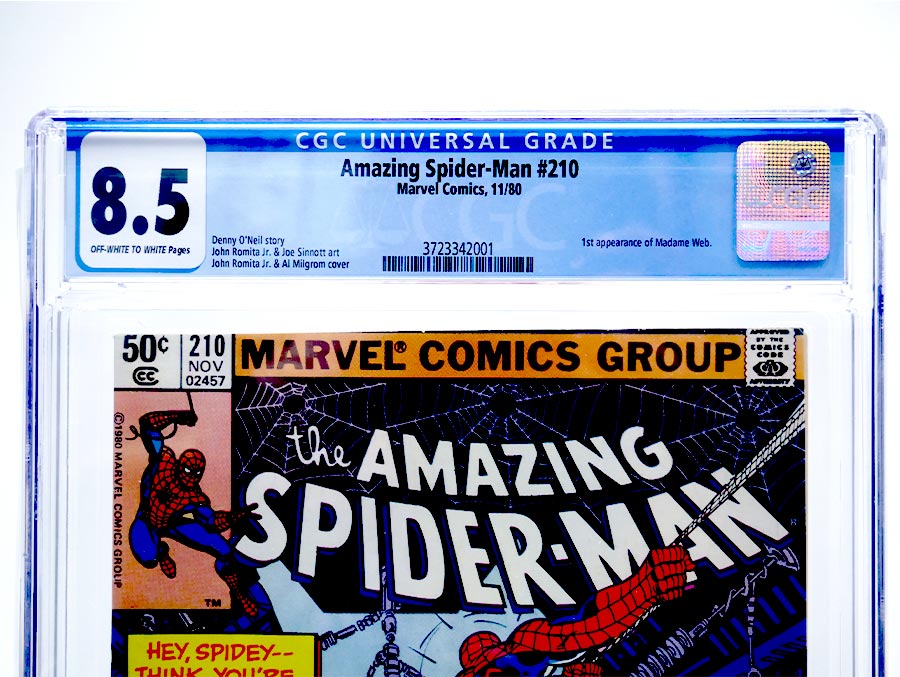 CGC UNIVERSAL GRADE
Amazing Spider-Man #210
Marvel Comics, 11/80
8.5
OFF-WHITE TO WHITE Pages
Denny O'Neil story
John Romita Jr. & Joe Sinnott art
John Romita Jr. & Al Milgrom cover
3723342001
1st appearance of Madame Web.
CGC
CGC
50¢
CC
210
NOV
02457
MARVEL® COMICS GROUP
APPROVED
BY THE
COMICS
CODE
AUTHORITY
©1980 MARVEL COMICS GROUP
TM
the AMAZING
SPIDER-MAN
®
HEY, SPIDEY--
THINK YOU'RE